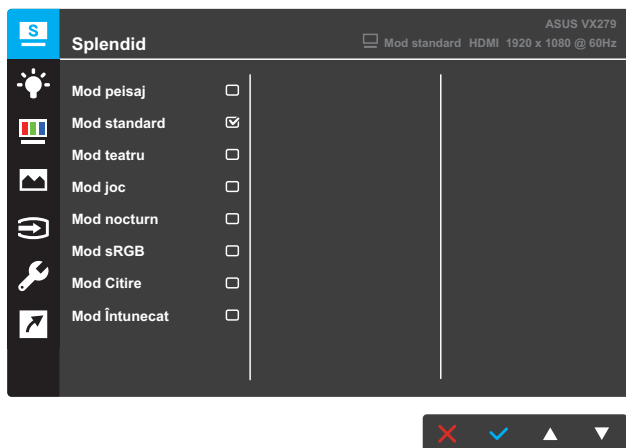 S
ASUS VX279
Splendid
Mod standard HDMI 1920 x 1080 @ 60Hz
Mod peisaj
Mod standard
Mod teatru
Mod joc
Mod nocturn
Mod sRGB
Mod Citire
Mod Întunecat